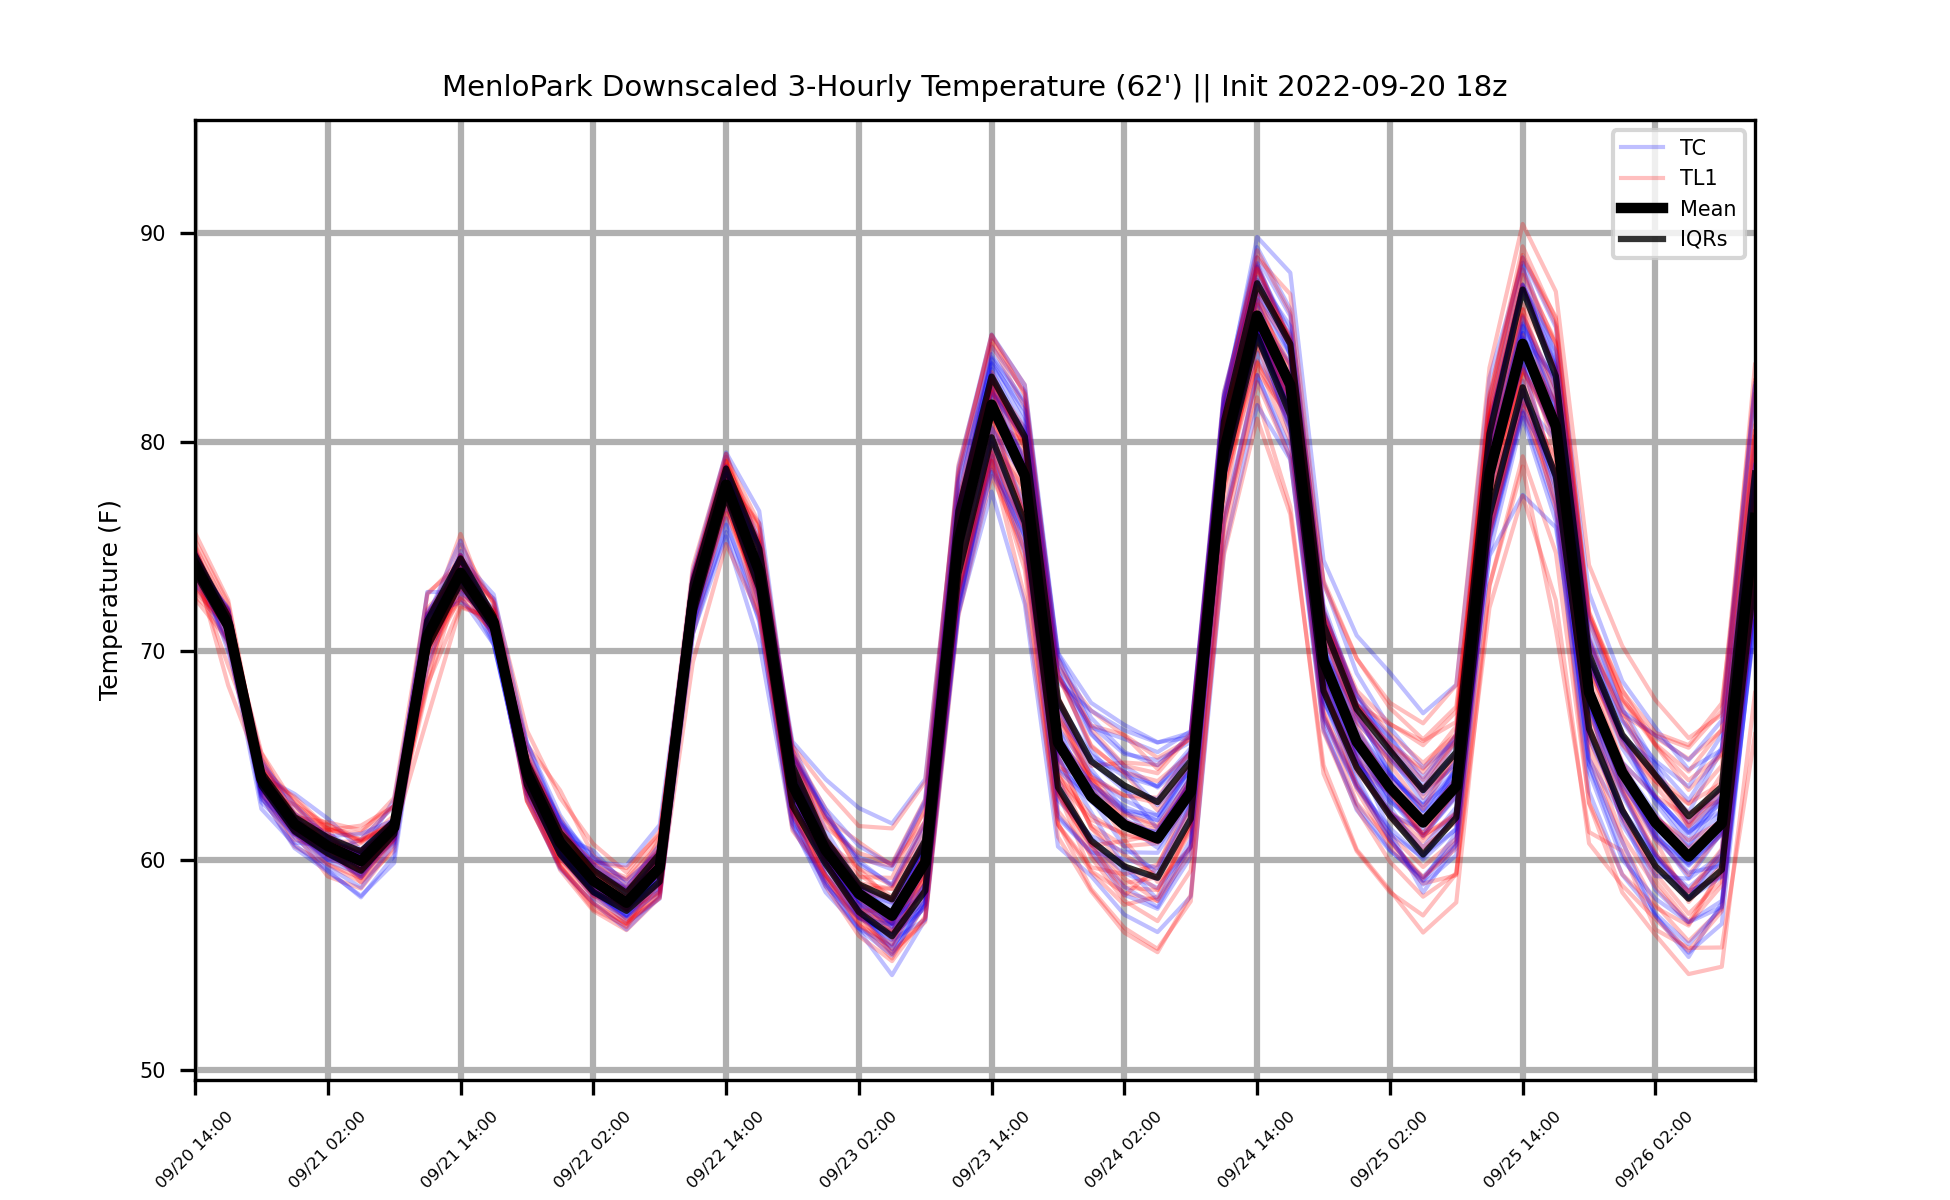 MenloPark Downscaled 3-Hourly Temperature (62') || Init 2022-09-20 18z
TC
TL1
Mean
IQRs
Temperature (F)
90
80
70
60
50
09/20 14:00
09/21 02:00
09/21 14:00
09/22 02:00
09/22 14:00
09/23 02:00
09/23 14:00
09/24 02:00
09/24 14:00
09/25 02:00
09/25 14:00
09/26 02:00